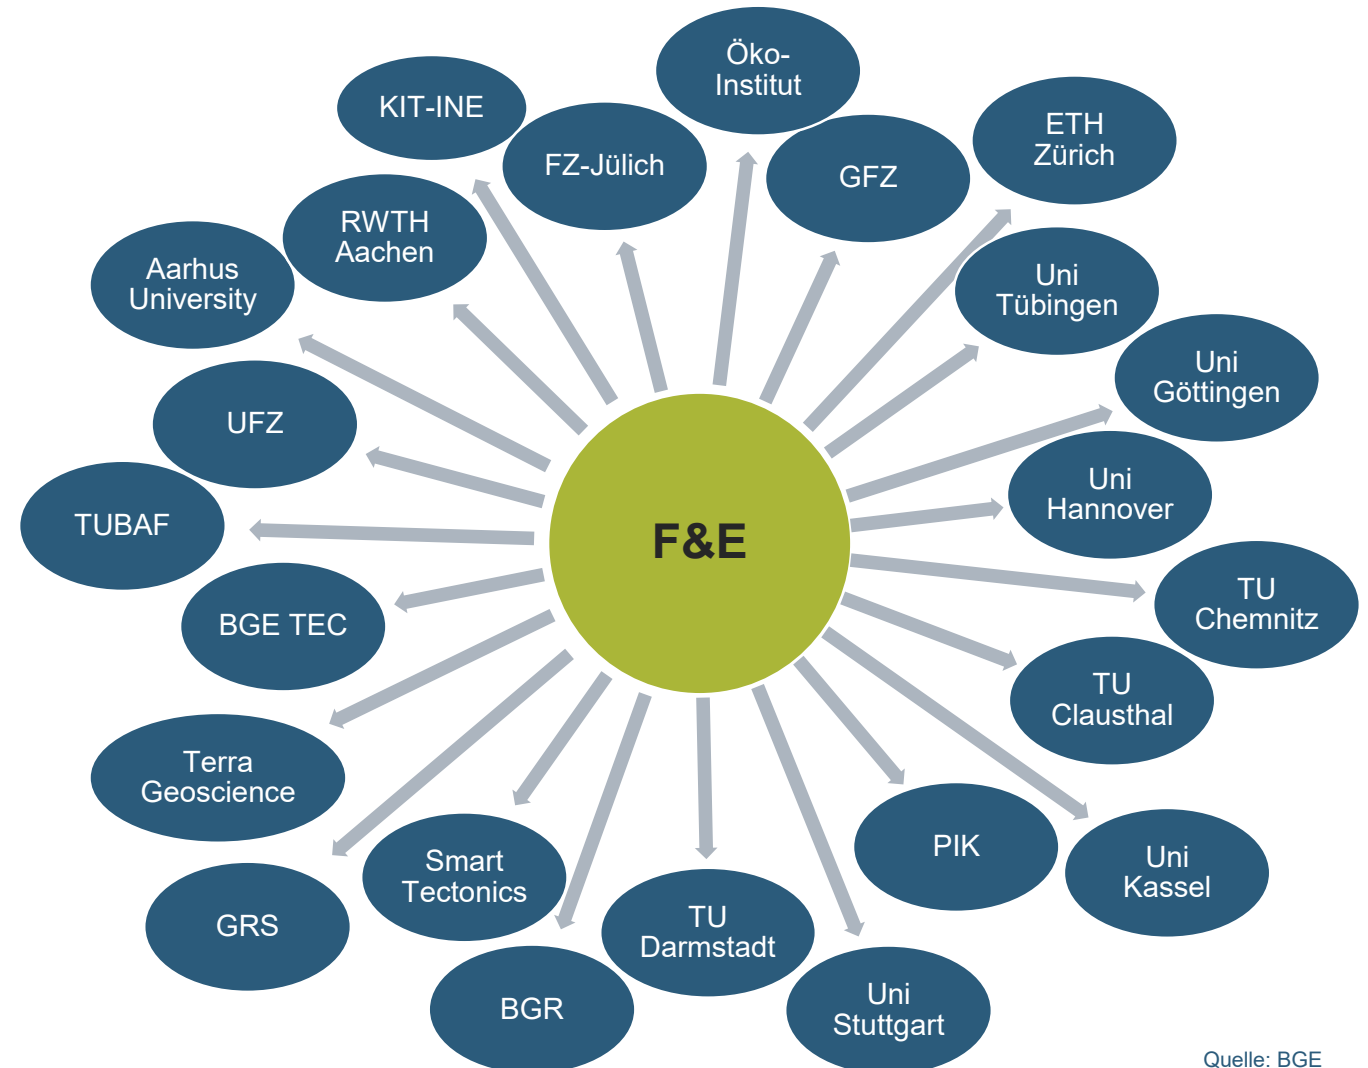 Öko-
Institut
KIT-INE
ETH
Zürich
FZ-Jülich
GFZ
RWTH
Aachen
Aarhus
University
Uni
Tübingen
Uni
Göttingen
UFZ
Uni
Hannover
TUBAF
F&E
TU
Chemnitz
BGE TEC
TU
Clausthal
Terra
Geoscience
PIK
Uni
Kassel
Smart
Tectonics
GRS
TU
Darmstadt
BGR
Uni
Stuttgart
Quelle: BGE